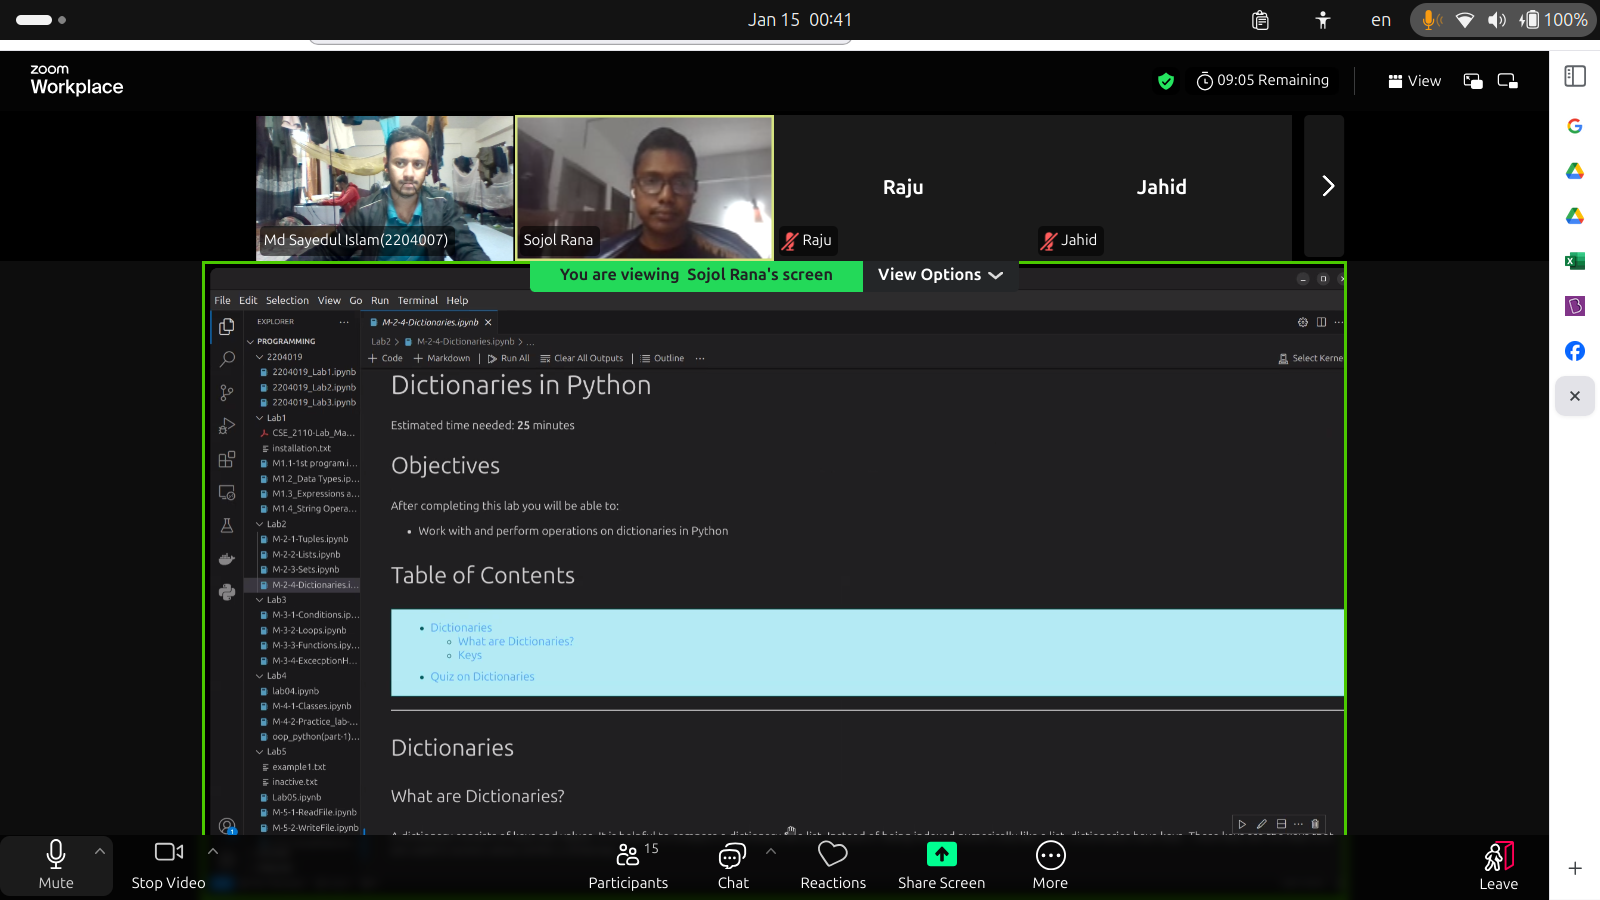 Jan 15 00:41
en
100%
zoom
Workplace
09:05 Remaining
View
Md Sayedul Islam(2204007)
Sojol Rana
Raju
Raju
Jahid
Jahid
You are viewing Sojol Rana's screen
View Options
File Edit Selection View Go Run Terminal Help
EXPLORER
PROGRAMMING
2204019
2204019_Lab1.ipynb
2204019_Lab2.ipynb
2204019_Lab3.ipynb
Lab1
CSE_2110-Lab_Ma...
installation.txt
M1.1-1st program.i...
M1.2_Data Types.ip...
M1.3_Expressions a...
M1.4_String Opera...
Lab2
M-2-1-Tuples.ipynb
M-2-2-Lists.ipynb
M-2-3-Sets.ipynb
M-2-4-Dictionaries.i...
Lab3
M-3-1-Conditions.ip...
M-3-2-Loops.ipynb
M-3-3-Functions.ipy...
M-3-4-ExcecptionH...
Lab4
lab04.ipynb
M-4-1-Classes.ipynb
M-4-2-Practice_lab-...
oop_python(part-1)...
Lab5
example1.txt
inactive.txt
Lab05.ipynb
M-5-1-ReadFile.ipynb
M-5-2-WriteFile.ipynb
M-2-4-Dictionaries.ipynb
Lab2 > M-2-4-Dictionaries.ipynb > ...
+ Code + Markdown | Run All Clear All Outputs | Outline ...
Select Kerne
Dictionaries in Python
Estimated time needed: 25 minutes
Objectives
After completing this lab you will be able to:
• Work with and perform operations on dictionaries in Python
Table of Contents
• Dictionaries
◦ What are Dictionaries?
◦ Keys
• Quiz on Dictionaries
Dictionaries
What are Dictionaries?
1
Mute
Stop Video
Participants
15
Chat
Reactions
Share Screen
More
Leave